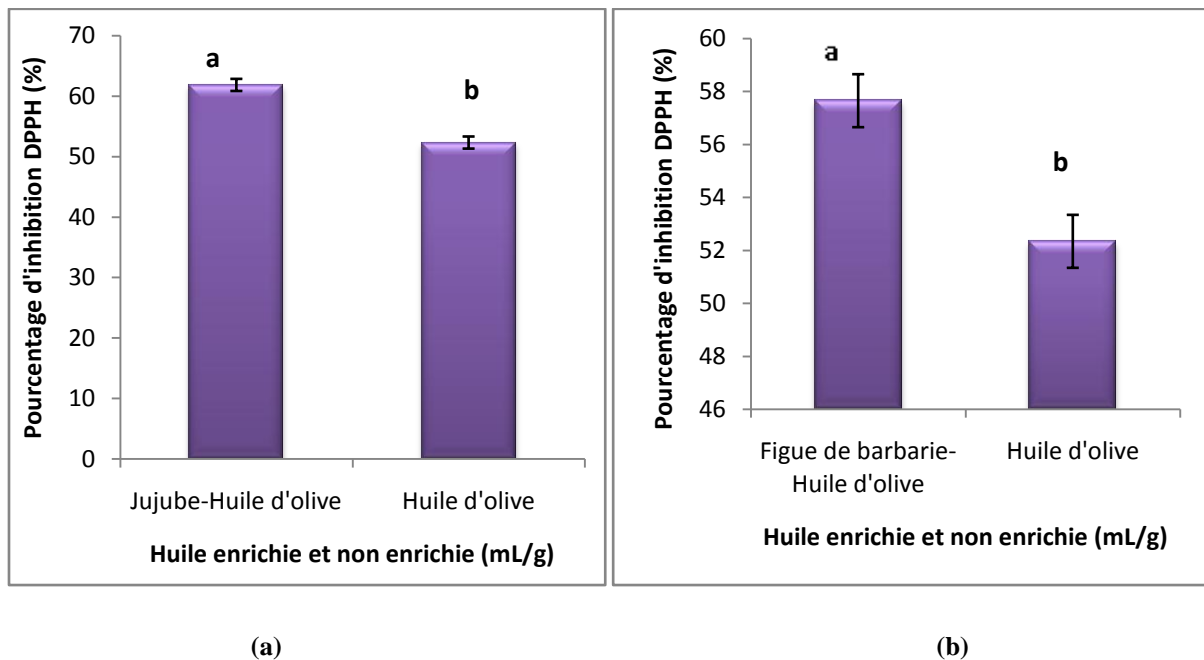 Pourcentage d'inhibition DPPH (%)
70
60
50
40
30
20
10
0
a
b
Jujube-Huile d'olive
Huile d'olive
Huile enrichie et non enrichie (mL/g)
(a)
Pourcentage d'inhibition DPPH (%)
60
58
56
54
52
50
48
46
a
b
Figue de barbarie-
Huile d'olive
Huile d'olive
Huile enrichie et non enrichie (mL/g)
(b)